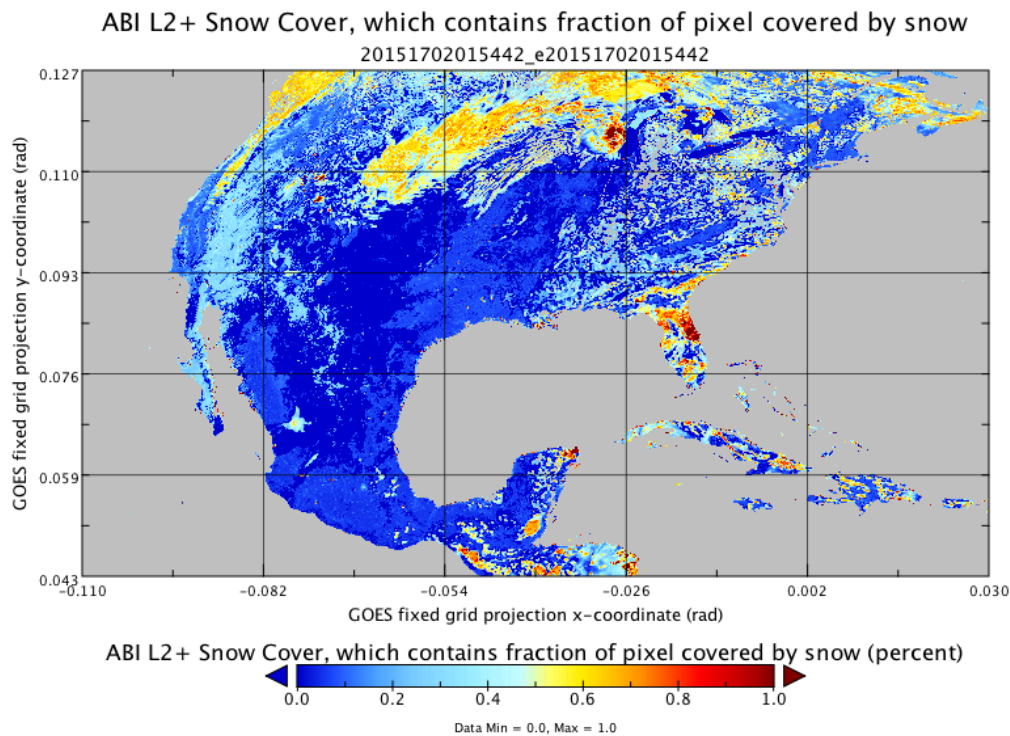 ABI L2+ Snow Cover, which contains fraction of pixel covered by snow
20151702015442_e20151702015442
0.127
0.110
0.093
0.076
0.059
0.043
GOES fixed grid projection y-coordinate (rad)
-0.110 -0.082 -0.054 -0.026 0.002 0.030
GOES fixed grid projection x-coordinate (rad)
ABI L2+ Snow Cover, which contains fraction of pixel covered by snow (percent)
0.0 0.2 0.4 0.6 0.8 1.0
Data Min = 0.0, Max = 1.0